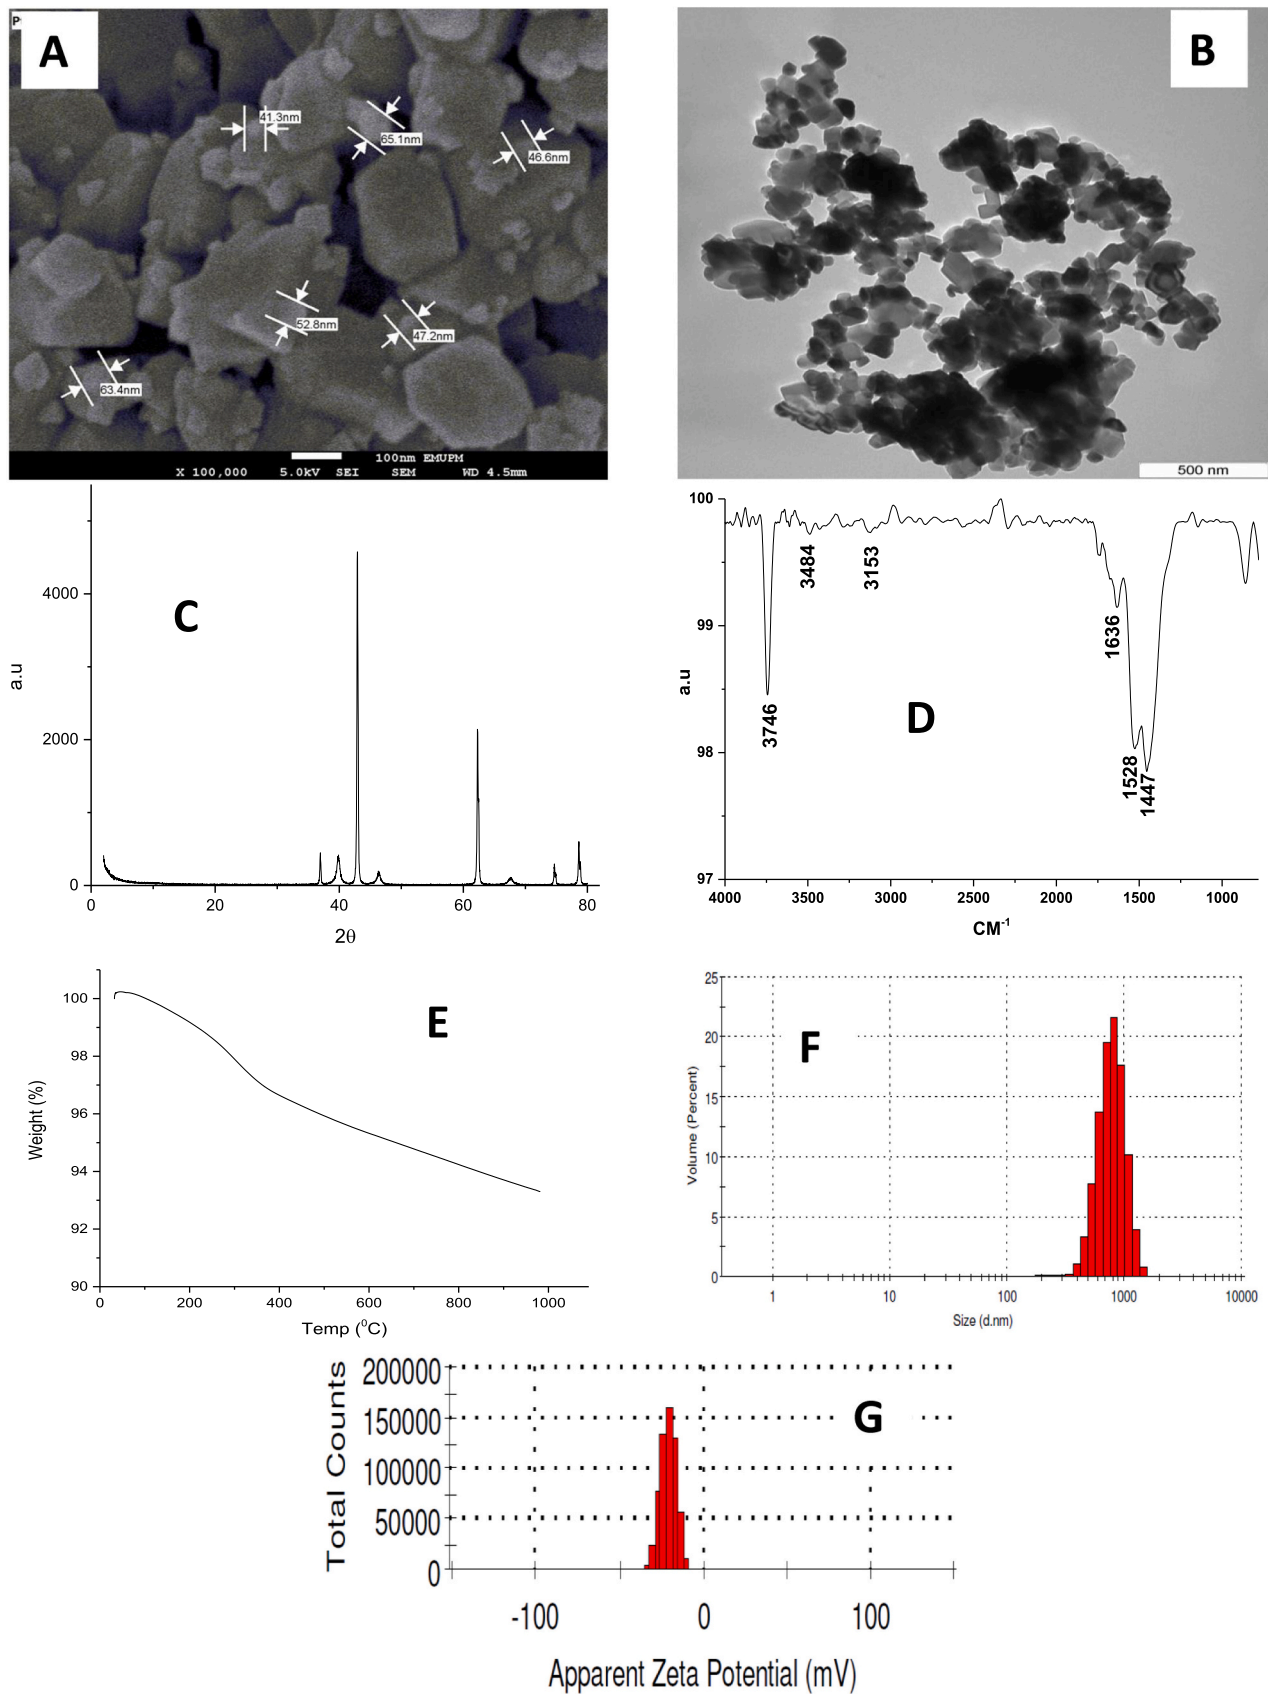 P
A
41.3nm
65.1nm
46.6nm
52.8nm
47.2nm
63.4nm
100nm EMUPM
X 100,000 5.0kV SEI SEM WD 4.5mm
B
500 nm
C
4000
2000
0
a.u
0 20 40 60 80
2θ
D
100
99
98
97
a.u
3746
3484
3153
1636
1528
1447
4000 3500 3000 2500 2000 1500 1000
CM-1
E
100
98
96
94
92
90
Weight (%)
0 200 400 600 800 1000
Temp (0C)
F
25
20
15
10
5
0
Volume (Percent)
1 10 100 1000 10000
Size (d.nm)
G
200000
150000
100000
50000
0
Total Counts
-100 0 100
Apparent Zeta Potential (mV)